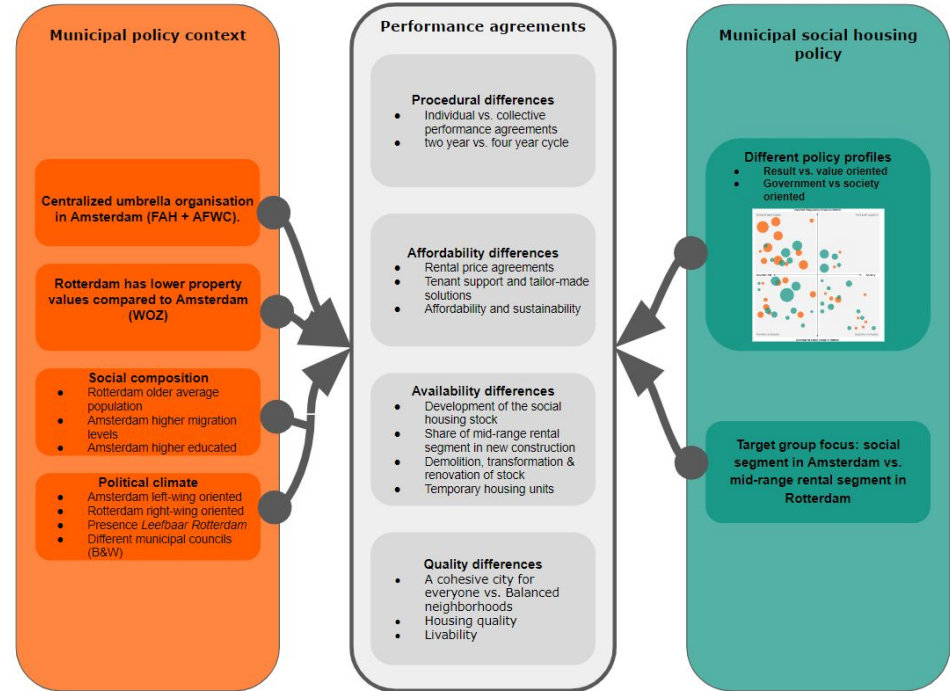 Municipal policy context
Centralized umbrella organisation
in Amsterdam (FAH + AFWC).
Rotterdam has lower property
values compared to Amsterdam
(WOZ)
Social composition
● Rotterdam older average
population
● Amsterdam higher migration
levels
● Amsterdam higher educated
Political climate
● Amsterdam left-wing oriented
● Rotterdam right-wing oriented
● Presence Leefbaar Rotterdam
● Different municipal councils
(B&W)
Performance agreements
Procedural differences
● Individual vs. collective
performance agreements
● two year vs. four year cycle
Affordability differences
● Rental price agreements
● Tenant support and tailor-made
solutions
● Affordability and sustainability
Availability differences
● Development of the social
housing stock
● Share of mid-range rental
segment in new construction
● Demolition, transformation &
renovation of stock
● Temporary housing units
Quality differences
● A cohesive city for
everyone vs. Balanced
neighborhoods
● Housing quality
● Livability
Municipal social housing
policy
Different policy profiles
● Result vs. value oriented
● Government vs society
oriented
Target group focus: social
segment in Amsterdam vs.
mid-range rental segment in
Rotterdam